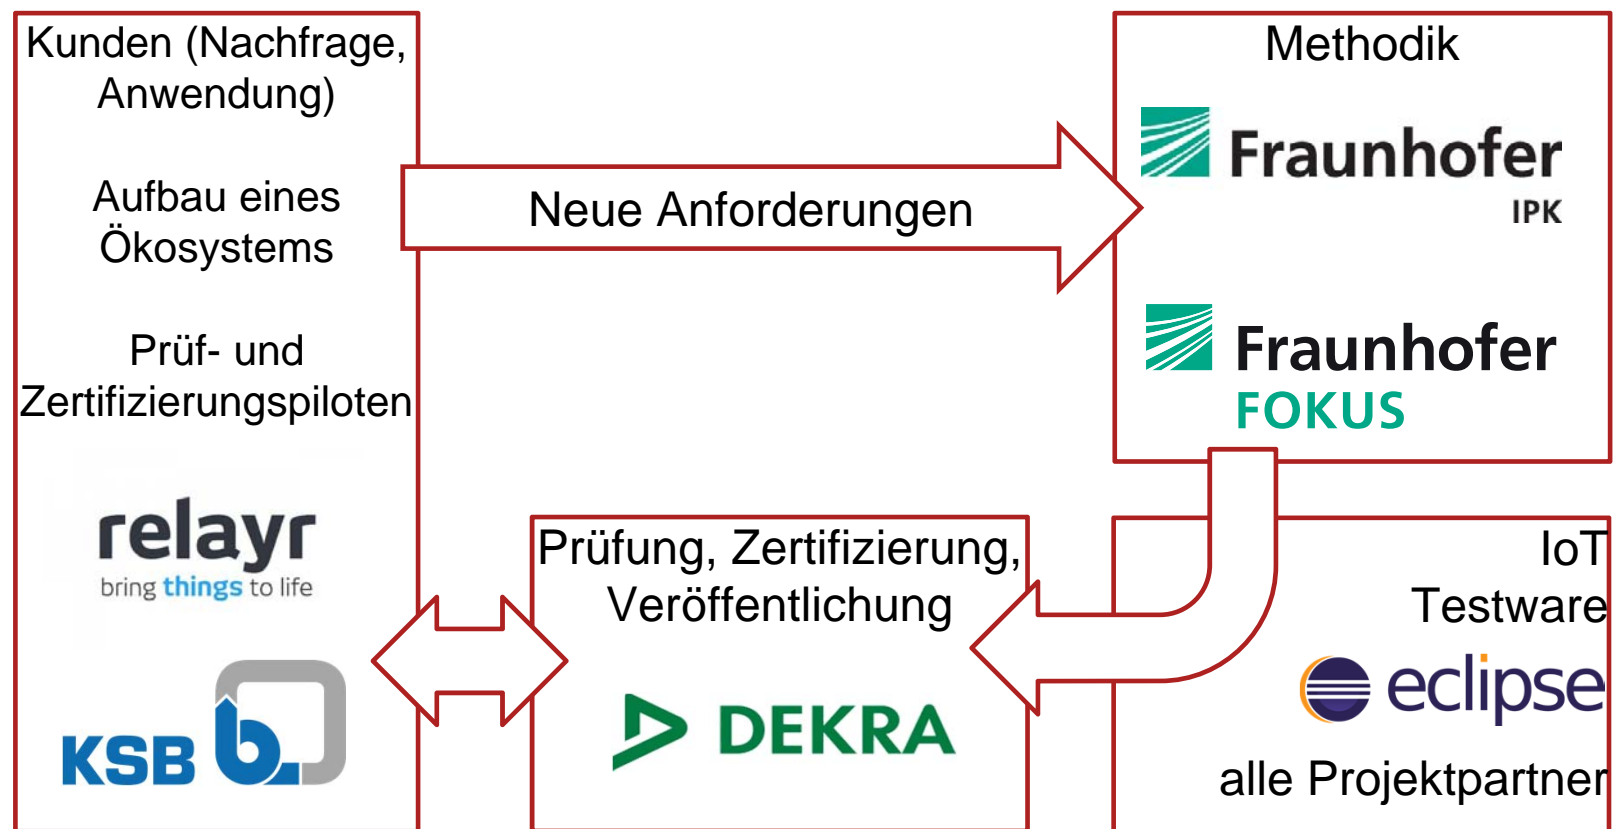 Kunden (Nachfrage,
Anwendung)
Aufbau eines
Ökosystems
Prüf- und
Zertifizierungspiloten
relayr
bring things to life
KSB b
Neue Anforderungen
Methodik
Fraunhofer
IPK
Fraunhofer
FOKUS
Prüfung, Zertifizierung,
Veröffentlichung
DEKRA
IoT
Testware
eclipse
alle Projektpartner